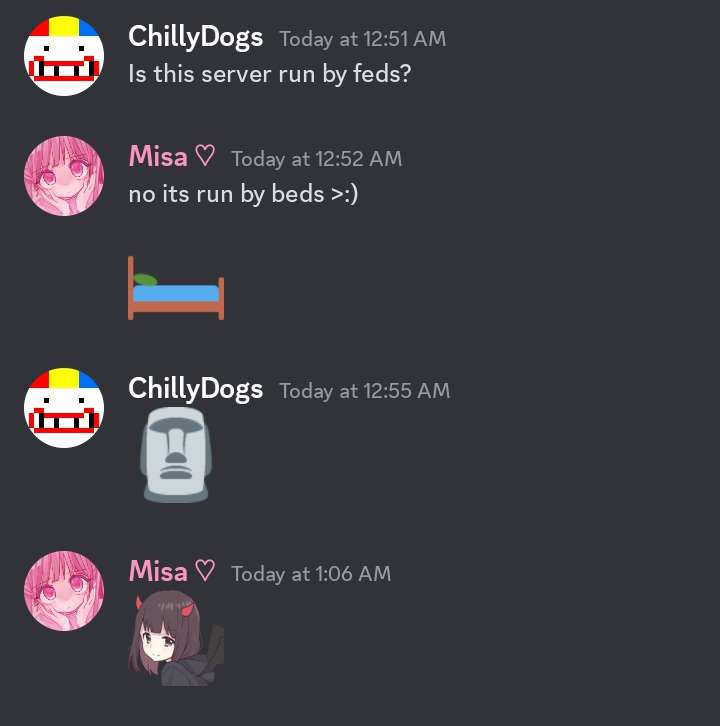 ChillyDogs Today at 12:51 AM
Is this server run by feds?
Misa ♡ Today at 12:52 AM
no its run by beds >:)
ChillyDogs Today at 12:55 AM
Misa ♡ Today at 1:06 AM